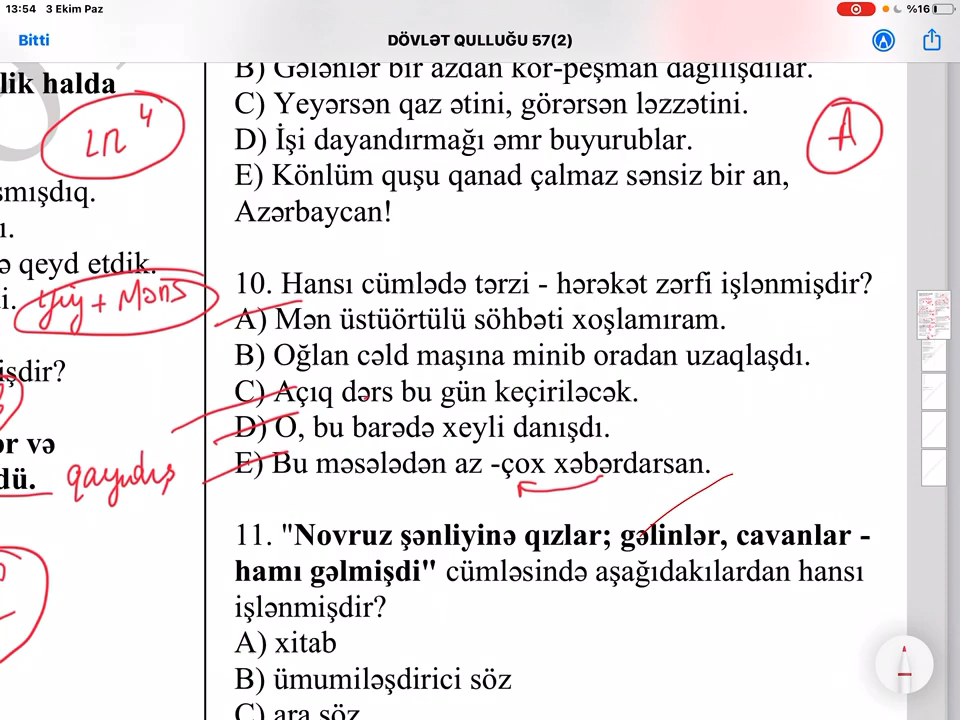 13:54 3 Ekim Paz
%16
Bitti
DÖVLƏT QULLUĞU 57(2)
lik halda
smışdıq.
ı.
ə qeyd etdik.
i.
işdir?
ər və
dü.
qayıdış
B) Gələnlər bir azdan kor-peşman dağılışdılar.
C) Yeyərsən qaz ətini, görərsən ləzzətini.
D) İşi dayandırmağı əmr buyurublar.
E) Könlüm quşu qanad çalmaz sənsiz bir an,
Azərbaycan!
A
10. Hansı cümlədə tərzi - hərəkət zərfi işlənmişdir?
A) Mən üstüörtülü söhbəti xoşlamıram.
B) Oğlan cəld maşına minib oradan uzaqlaşdı.
C) Açıq dərs bu gün keçiriləcək.
D) O, bu barədə xeyli danışdı.
E) Bu məsələdən az -çox xəbərdarsan.
11. "Novruz şənliyinə qızlar; gəlinlər, cavanlar -
hamı gəlmişdi" cümləsində aşağıdakılardan hansı
işlənmişdir?
A) xitab
B) ümumiləşdirici söz
C) ara söz